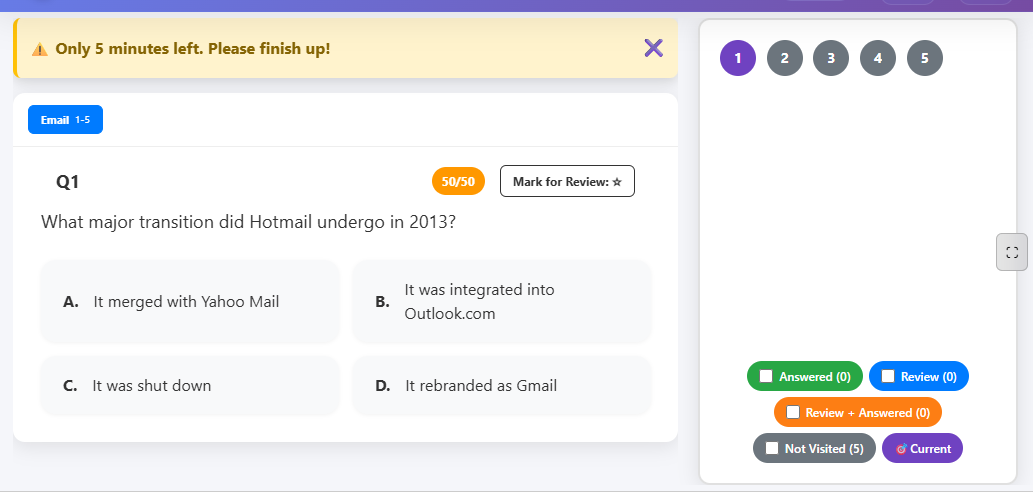 Only 5 minutes left. Please finish up!
Email 1-5
Q1
50/50
Mark for Review: ☆
What major transition did Hotmail undergo in 2013?
A. It merged with Yahoo Mail
B. It was integrated into
Outlook.com
C. It was shut down
D. It rebranded as Gmail
1 2 3 4 5
Answered (0)
Review (0)
Review + Answered (0)
Not Visited (5)
Current